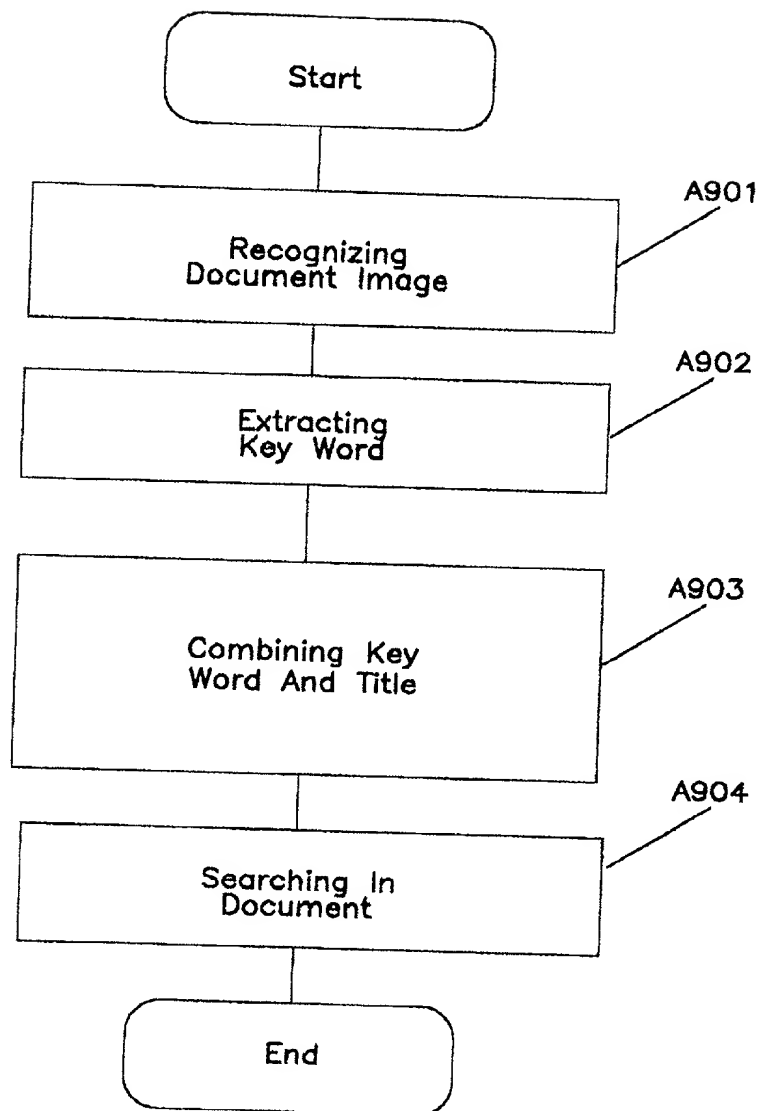 Start
A901
Recognizing
Document Image
A902
Extracting
Key Word
A903
Combining Key
Word And Title
A904
Searching In
Document
End